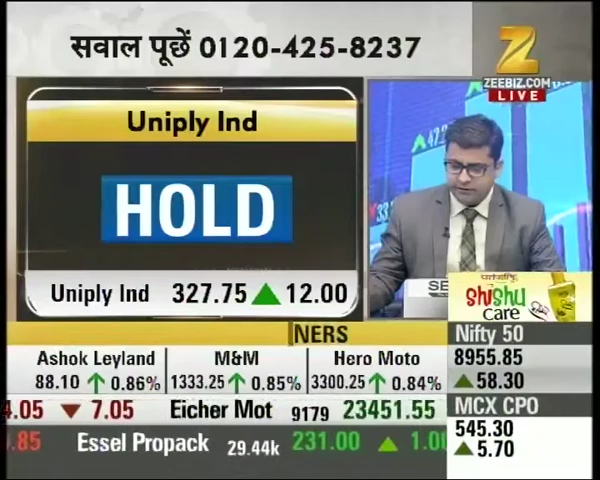 सवाल पूछें 0120-425-8237
Z
ZEEBIZ.COM
LIVE
Uniply Ind
HOLD
Uniply Ind 327.75 ▲ 12.00
shishu
care
NERS
Nifty 50
8955.85
▲ 58.30
Ashok Leyland M&M Hero Moto
88.10 ↑ 0.86% 1333.25 ↑ 0.85% 3300.25 ↑ 0.84%
MCX CPO
545.30
▲ 5.70
4.05 ▼ 7.05 Eicher Mot 9179 23451.55
.85 Essel Propack 29.44k 231.00 ▲ 1.0